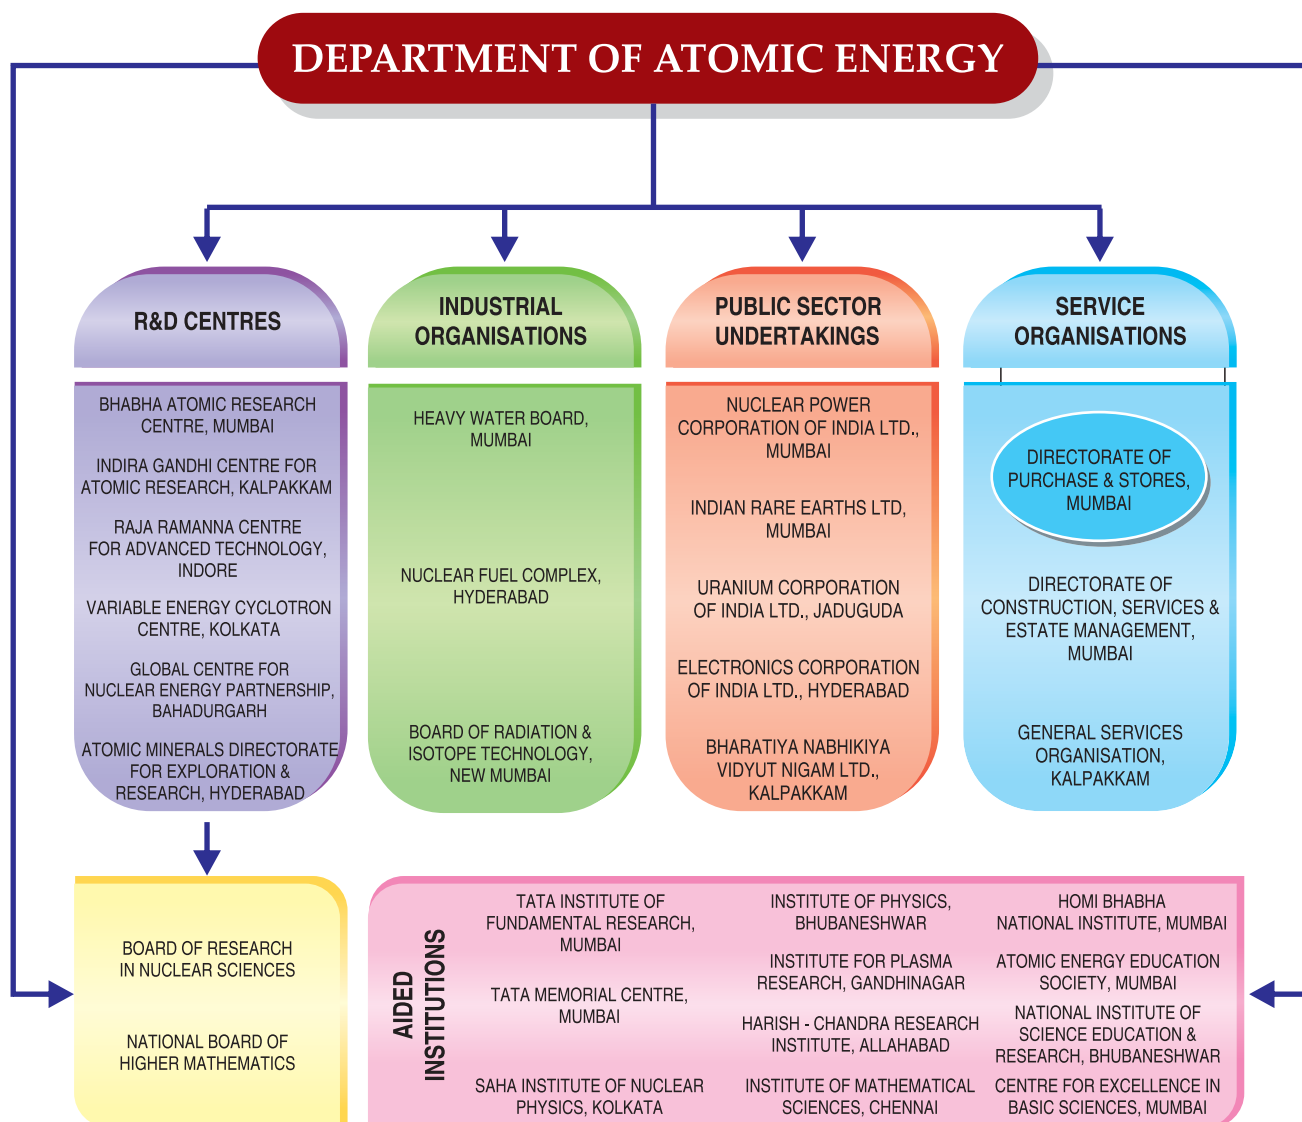 DEPARTMENT OF ATOMIC ENERGY
R&D CENTRES
BHABHA ATOMIC RESEARCH
CENTRE, MUMBAI
INDIRA GANDHI CENTRE FOR
ATOMIC RESEARCH, KALPAKKAM
RAJA RAMANNA CENTRE
FOR ADVANCED TECHNOLOGY,
INDORE
VARIABLE ENERGY CYCLOTRON
CENTRE, KOLKATA
GLOBAL CENTRE FOR
NUCLEAR ENERGY PARTNERSHIP,
BAHADURGARH
ATOMIC MINERALS DIRECTORATE
FOR EXPLORATION &
RESEARCH, HYDERABAD
INDUSTRIAL
ORGANISATIONS
HEAVY WATER BOARD,
MUMBAI
NUCLEAR FUEL COMPLEX,
HYDERABAD
BOARD OF RADIATION &
ISOTOPE TECHNOLOGY,
NEW MUMBAI
PUBLIC SECTOR
UNDERTAKINGS
NUCLEAR POWER
CORPORATION OF INDIA LTD.,
MUMBAI
INDIAN RARE EARTHS LTD,
MUMBAI
URANIUM CORPORATION
OF INDIA LTD., JADUGUDA
ELECTRONICS CORPORATION
OF INDIA LTD., HYDERABAD
BHARATIYA NABHIKIYA
VIDYUT NIGAM LTD.,
KALPAKKAM
SERVICE
ORGANISATIONS
DIRECTORATE OF
PURCHASE & STORES,
MUMBAI
DIRECTORATE OF
CONSTRUCTION, SERVICES &
ESTATE MANAGEMENT,
MUMBAI
GENERAL SERVICES
ORGANISATION,
KALPAKKAM
BOARD OF RESEARCH
IN NUCLEAR SCIENCES
NATIONAL BOARD OF
HIGHER MATHEMATICS
AIDED
INSTITUTIONS
TATA INSTITUTE OF
FUNDAMENTAL RESEARCH,
MUMBAI
TATA MEMORIAL CENTRE,
MUMBAI
SAHA INSTITUTE OF NUCLEAR
PHYSICS, KOLKATA
INSTITUTE OF PHYSICS,
BHUBANESHWAR
INSTITUTE FOR PLASMA
RESEARCH, GANDHINAGAR
HARISH - CHANDRA RESEARCH
INSTITUTE, ALLAHABAD
INSTITUTE OF MATHEMATICAL
SCIENCES, CHENNAI
HOMI BHABHA
NATIONAL INSTITUTE, MUMBAI
ATOMIC ENERGY EDUCATION
SOCIETY, MUMBAI
NATIONAL INSTITUTE OF
SCIENCE EDUCATION &
RESEARCH, BHUBANESHWAR
CENTRE FOR EXCELLENCE IN
BASIC SCIENCES, MUMBAI